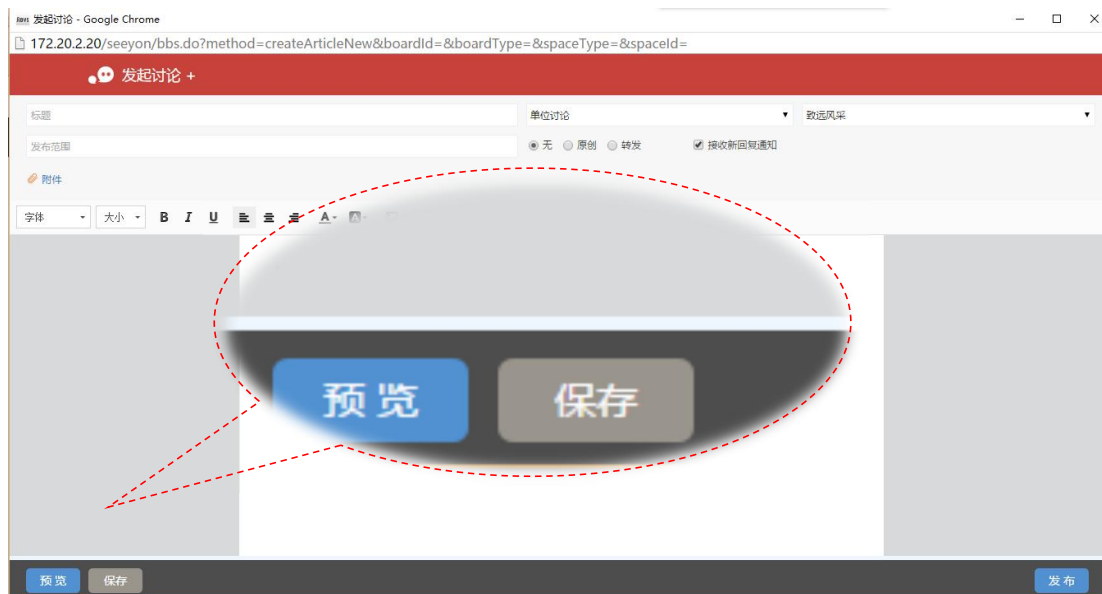 发起讨论 - Google Chrome
172.20.2.20/seeyon/bbs.do?method=createArticleNew&boardId=&boardType=&spaceType=&spaceId=
发起讨论 +
标题 单位讨论 致远风采
发布范围 无 原创 转发 接收新回复通知
附件
字体 大小 B I U A A
预 览 保存
预 览 保存 发 布